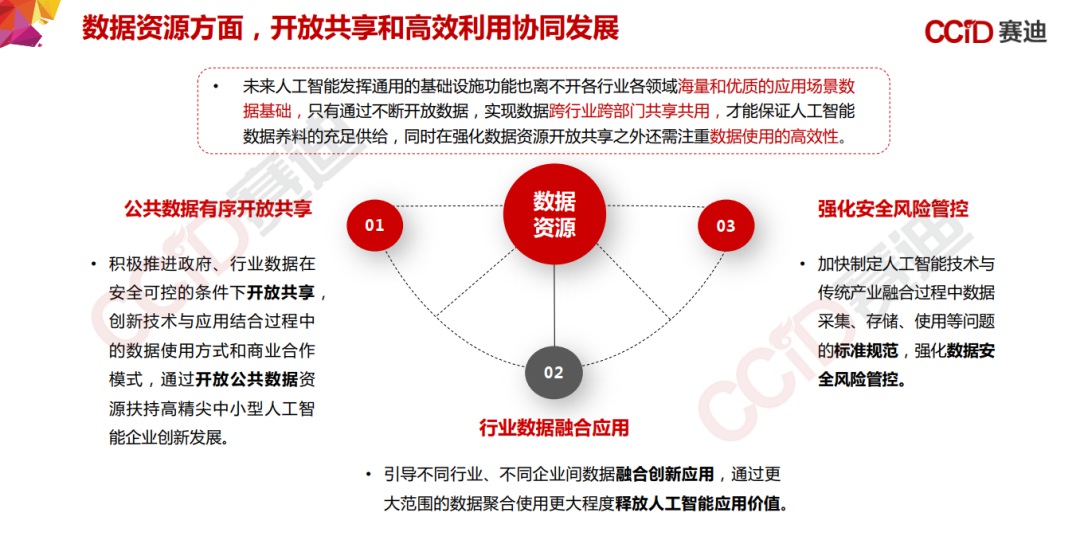 数据资源方面，开放共享和高效利用协同发展
CCiD赛迪
• 未来人工智能发挥通用的基础设施功能也离不开各行业各领域海量和优质的应用场景数
据基础，只有通过不断开放数据，实现数据跨行业跨部门共享共用，才能保证人工智能
数据养料的充足供给，同时在强化数据资源开放共享之外还需注重数据使用的高效性。
数据
资源
公共数据有序开放共享
01
• 积极推进政府、行业数据在
安全可控的条件下开放共享，
创新技术与应用结合过程中
的数据使用方式和商业合作
模式，通过开放公共数据资
源扶持高精尖中小型人工智
能企业创新发展。
02
行业数据融合应用
• 引导不同行业、不同企业间数据融合创新应用，通过更
大范围的数据聚合使用更大程度释放人工智能应用价值。
03
强化安全风险管控
• 加快制定人工智能技术与
传统产业融合过程中数据
采集、存储、使用等问题
的标准规范，强化数据安
全风险管控。
CCiD赛迪
CCiD赛迪